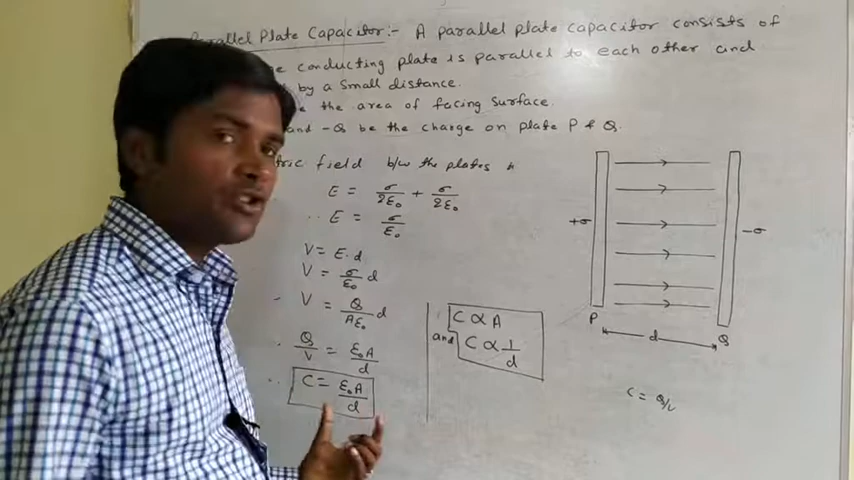 Parallel Plate Capacitor:- A parallel plate capacitor consists of
conducting plate is parallel to each other and
by a small distance.
the area of facing surface.
and -Q be the charge on plate P & Q.
field b/w the plates is
E = σ/2ε₀ + σ/2ε₀
∴ E = σ/ε₀
V = E.d
V = σ/ε₀ d
∴ V = Q/Aε₀ d
∴ Q/V = ε₀A/d
∴ C = ε₀A/d
and
C ∝ A
C ∝ 1/d
+σ
-σ
P
d
Q
C = Q/V